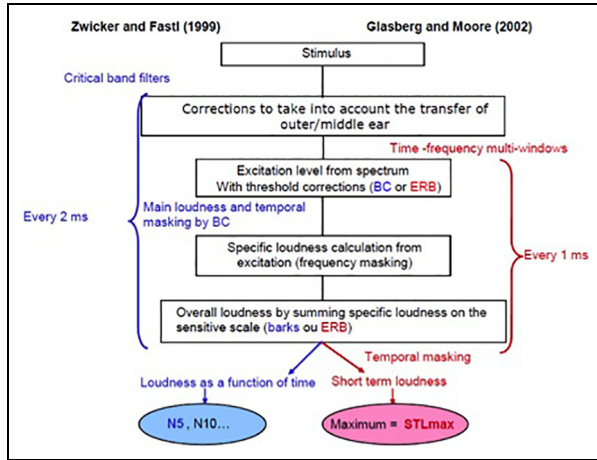 Zwicker and Fastl (1999)
Glasberg and Moore (2002)
Stimulus
Critical band filters
Corrections to take into account the transfer of
outer/middle ear
Time -frequency multi-windows
Excitation level from spectrum
With threshold corrections (BC or ERB)
Main loudness and temporal
masking by BC
Every 2 ms
Specific loudness calculation from
excitation (frequency masking)
Every 1 ms
Overall loudness by summing specific loudness on the
sensitive scale (barks ou ERB)
Temporal masking
Loudness as a function of time
Short term loudness
N5 , N10...
Maximum = STLmax